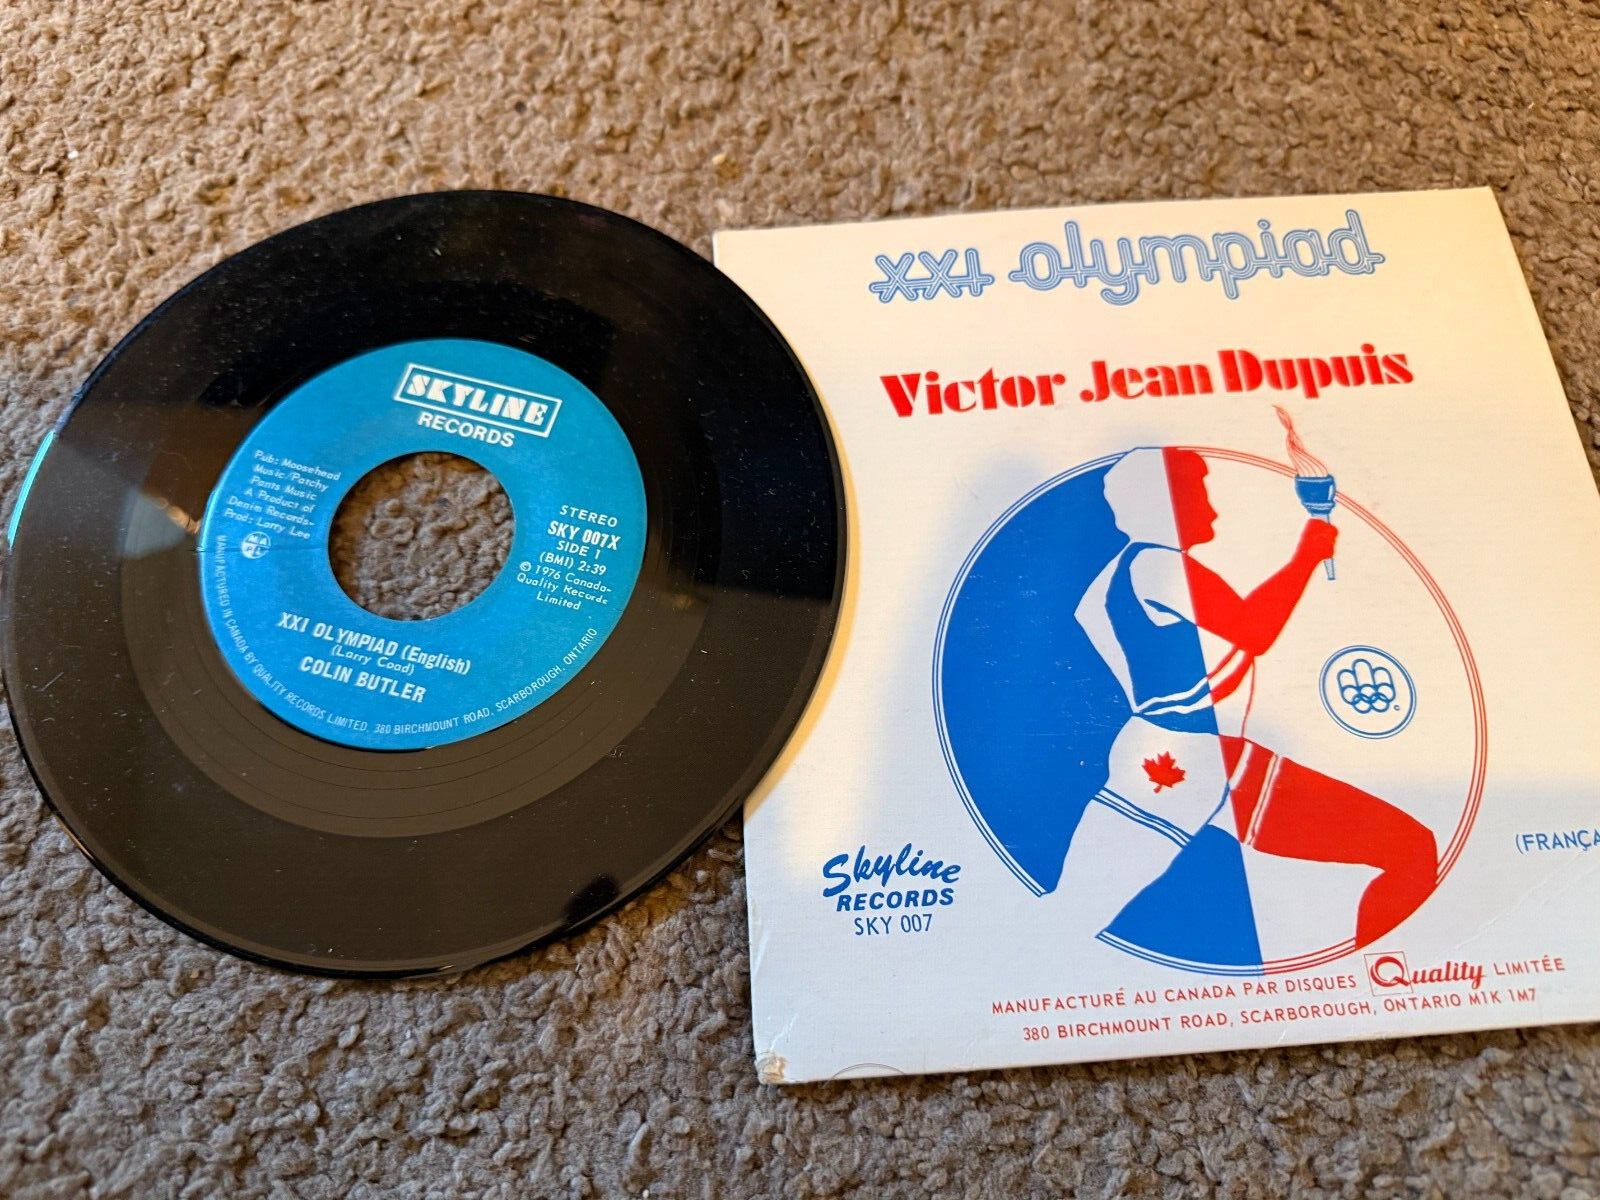 SKYLINE
RECORDS
Pub: Moosehead
Music/Patchy
Pants Music
A Product of
Denim Records-
Prod: Larry Lee
MAPL
STEREO
SKY 007X
SIDE 1
(BMI) 2:39
© 1976 Canada-
Quality Records
Limited
XXI OLYMPIAD (English)
(Larry Coad)
COLIN BUTLER
MANUFACTURED IN CANADA BY QUALITY RECORDS LIMITED, 380 BIRCHMOUNT ROAD, SCARBOROUGH, ONTARIO
xxi olympiad
Victor Jean Dupuis
(FRANÇA
Skyline
RECORDS
SKY 007
MANUFACTURÉ AU CANADA PAR DISQUES Quality LIMITÉE
380 BIRCHMOUNT ROAD, SCARBOROUGH, ONTARIO M1K 1M7